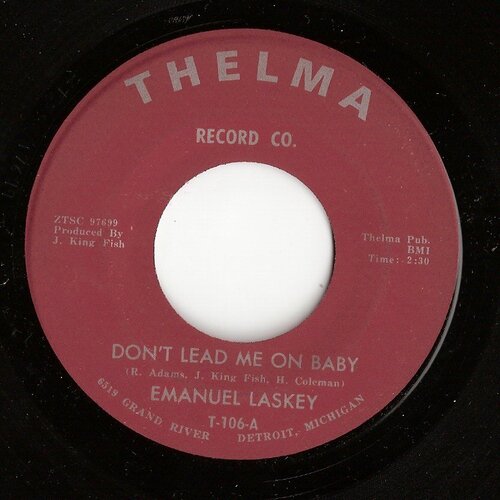 THELMA
RECORD CO.
ZTSC 97699
Produced By
J. King Fish
Thelma Pub.
BMI
Time:-2:30
DON'T LEAD ME ON BABY
(R. Adams, J. King Fish, H. Coleman)
EMANUEL LASKEY
T-106-A
6519 GRAND RIVER DETROIT, MICHIGAN